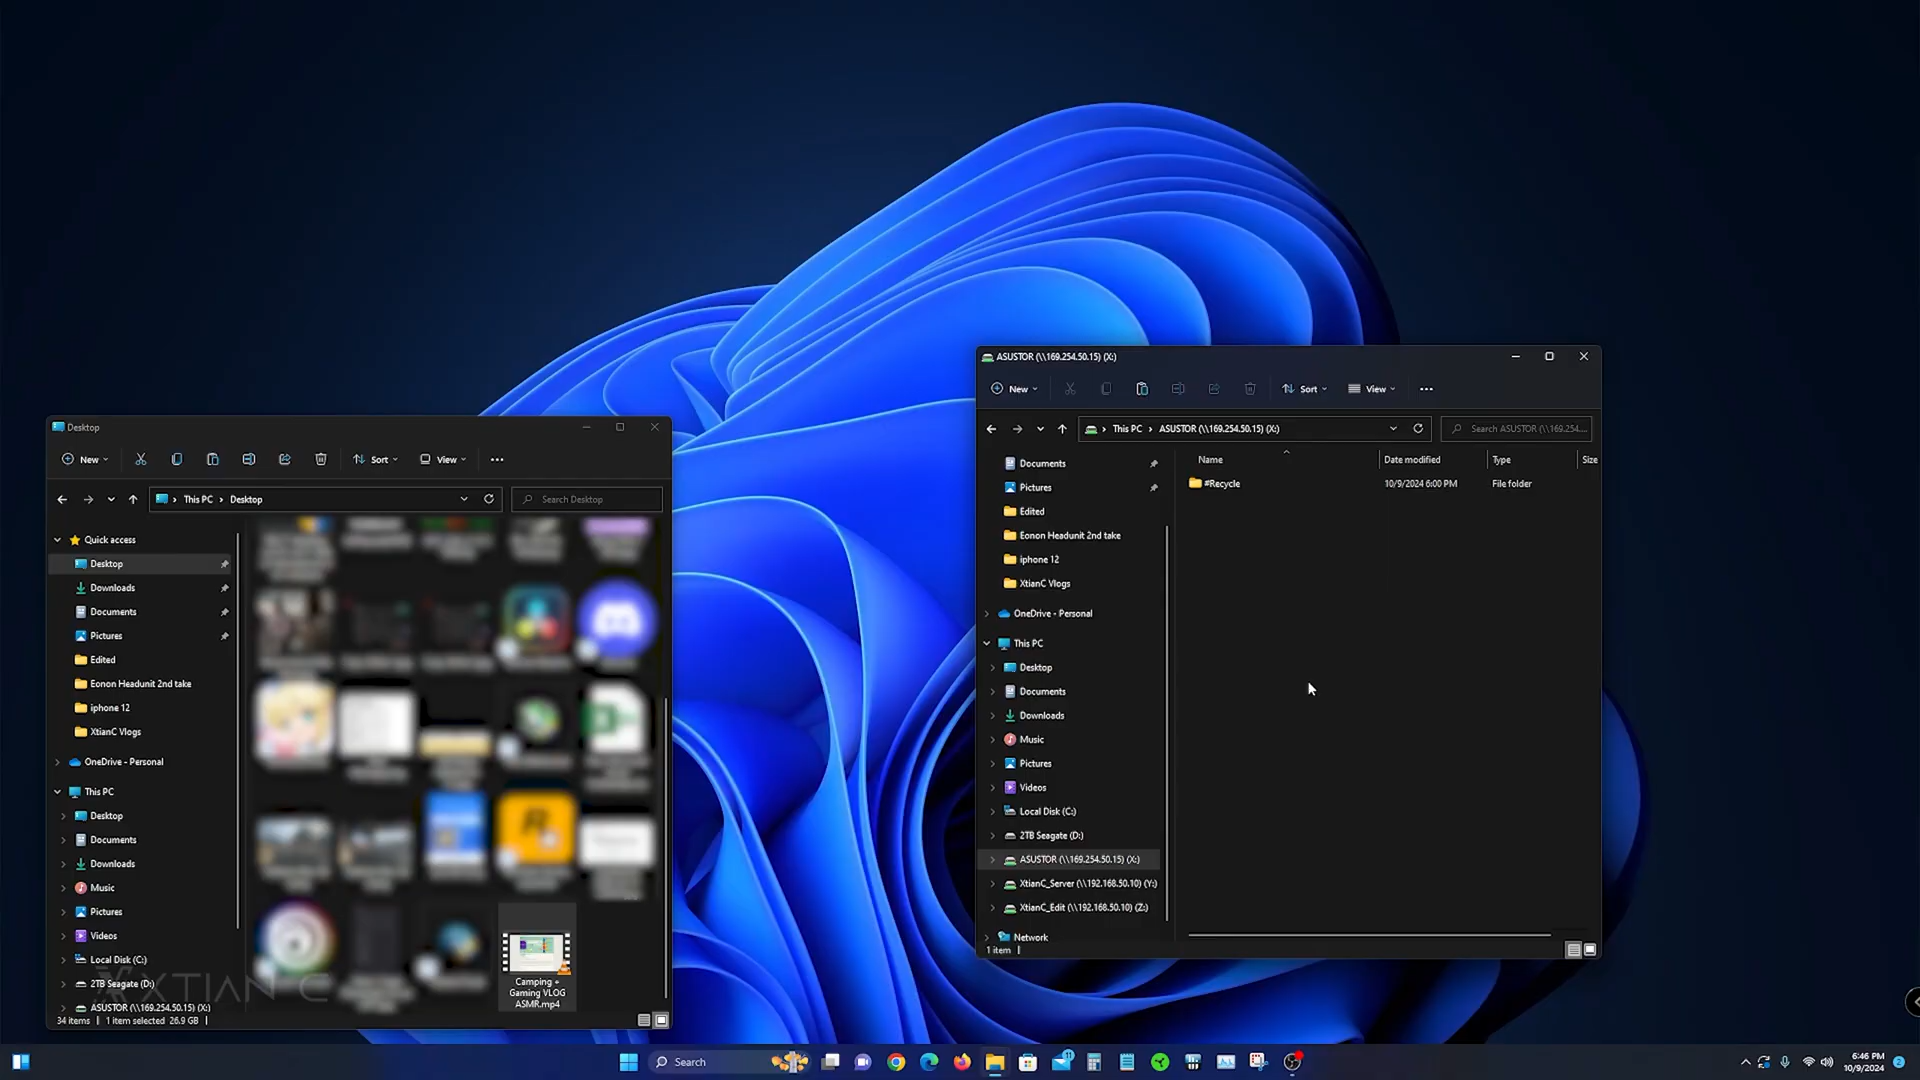 Desktop
New
Sort
View
This PC
Desktop
Search Desktop
Quick access
Desktop
Downloads
Documents
Pictures
Edited
Eonon Headunit 2nd take
iphone 12
XtianC Vlogs
OneDrive - Personal
This PC
Desktop
Documents
Downloads
Music
Pictures
Videos
Local Disk (C:)
2TB Seagate (D:)
ASUSTOR (\\169.254.50.15) (X:)
Camping +
Gaming VLOG
ASMR.mp4
XTIAN C
34 items
1 item selected 26.9 GB
ASUSTOR (\\169.254.50.15) (X:)
New
Sort
View
This PC
ASUSTOR (\\169.254.50.15) (X:)
Search ASUSTOR (\\169.254....
Name
Date modified
Type
Size
#Recycle
10/9/2024 6:00 PM
File folder
Documents
Pictures
Edited
Eonon Headunit 2nd take
iphone 12
XtianC Vlogs
OneDrive - Personal
This PC
Desktop
Documents
Downloads
Music
Pictures
Videos
Local Disk (C:)
2TB Seagate (D:)
ASUSTOR (\\169.254.50.15) (X:)
XtianC_Server (\\192.168.50.10) (Y:)
XtianC_Edit (\\192.168.50.10) (Z:)
Network
1 item
Search
11
6:46 PM
10/9/2024
2